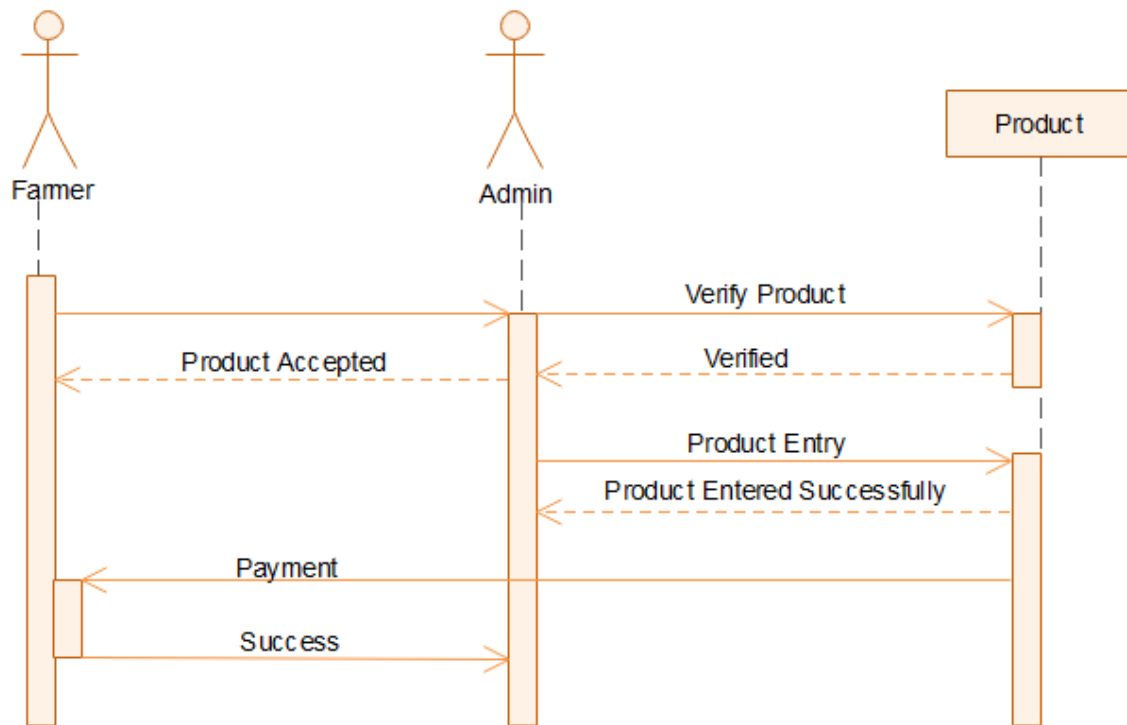 Product
Farmer
Admin
Verify Product
Product Accepted
Verified
Product Entry
Product Entered Successfully
Payment
Success